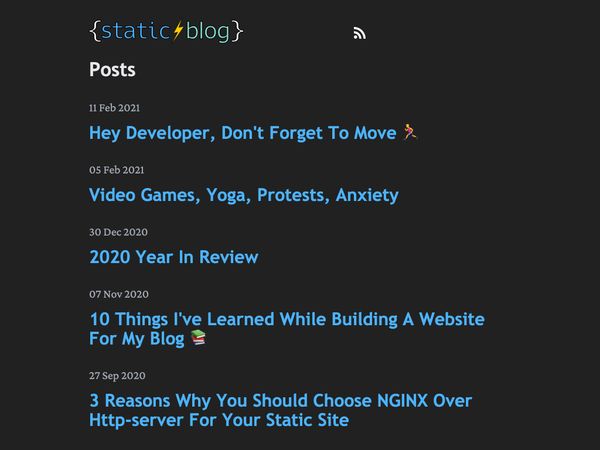 {static⚡blog}
Posts
11 Feb 2021
Hey Developer, Don't Forget To Move 🏃
05 Feb 2021
Video Games, Yoga, Protests, Anxiety
30 Dec 2020
2020 Year In Review
07 Nov 2020
10 Things I've Learned While Building A Website
For My Blog 📚
27 Sep 2020
3 Reasons Why You Should Choose NGINX Over
Http-server For Your Static Site